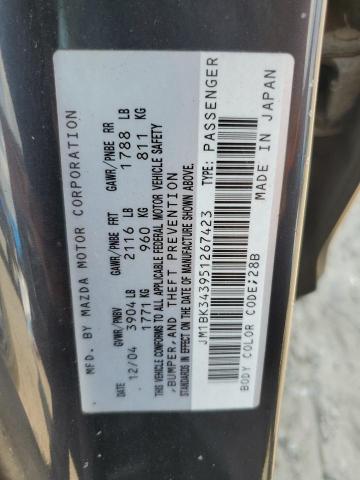 MFD. BY MAZDA MOTOR CORPORATION
DATE GVWR/PNBV GAWR/PNBE FRT GAWR/PNBE RR
12/04 3904 LB 2116 LB 1788 LB
1771 KG 960 KG 811 KG
THIS VEHICLE CONFORMS TO ALL APPLICABLE FEDERAL MOTOR VEHICLE SAFETY
,BUMPER,AND THEFT PREVENTION
STANDARDS IN EFFECT ON THE DATE OF MANUFACTURE SHOWN ABOVE.
JM1BK343951267423 TYPE: PASSENGER
BODY COLOR CODE:28B MADE IN JAPAN